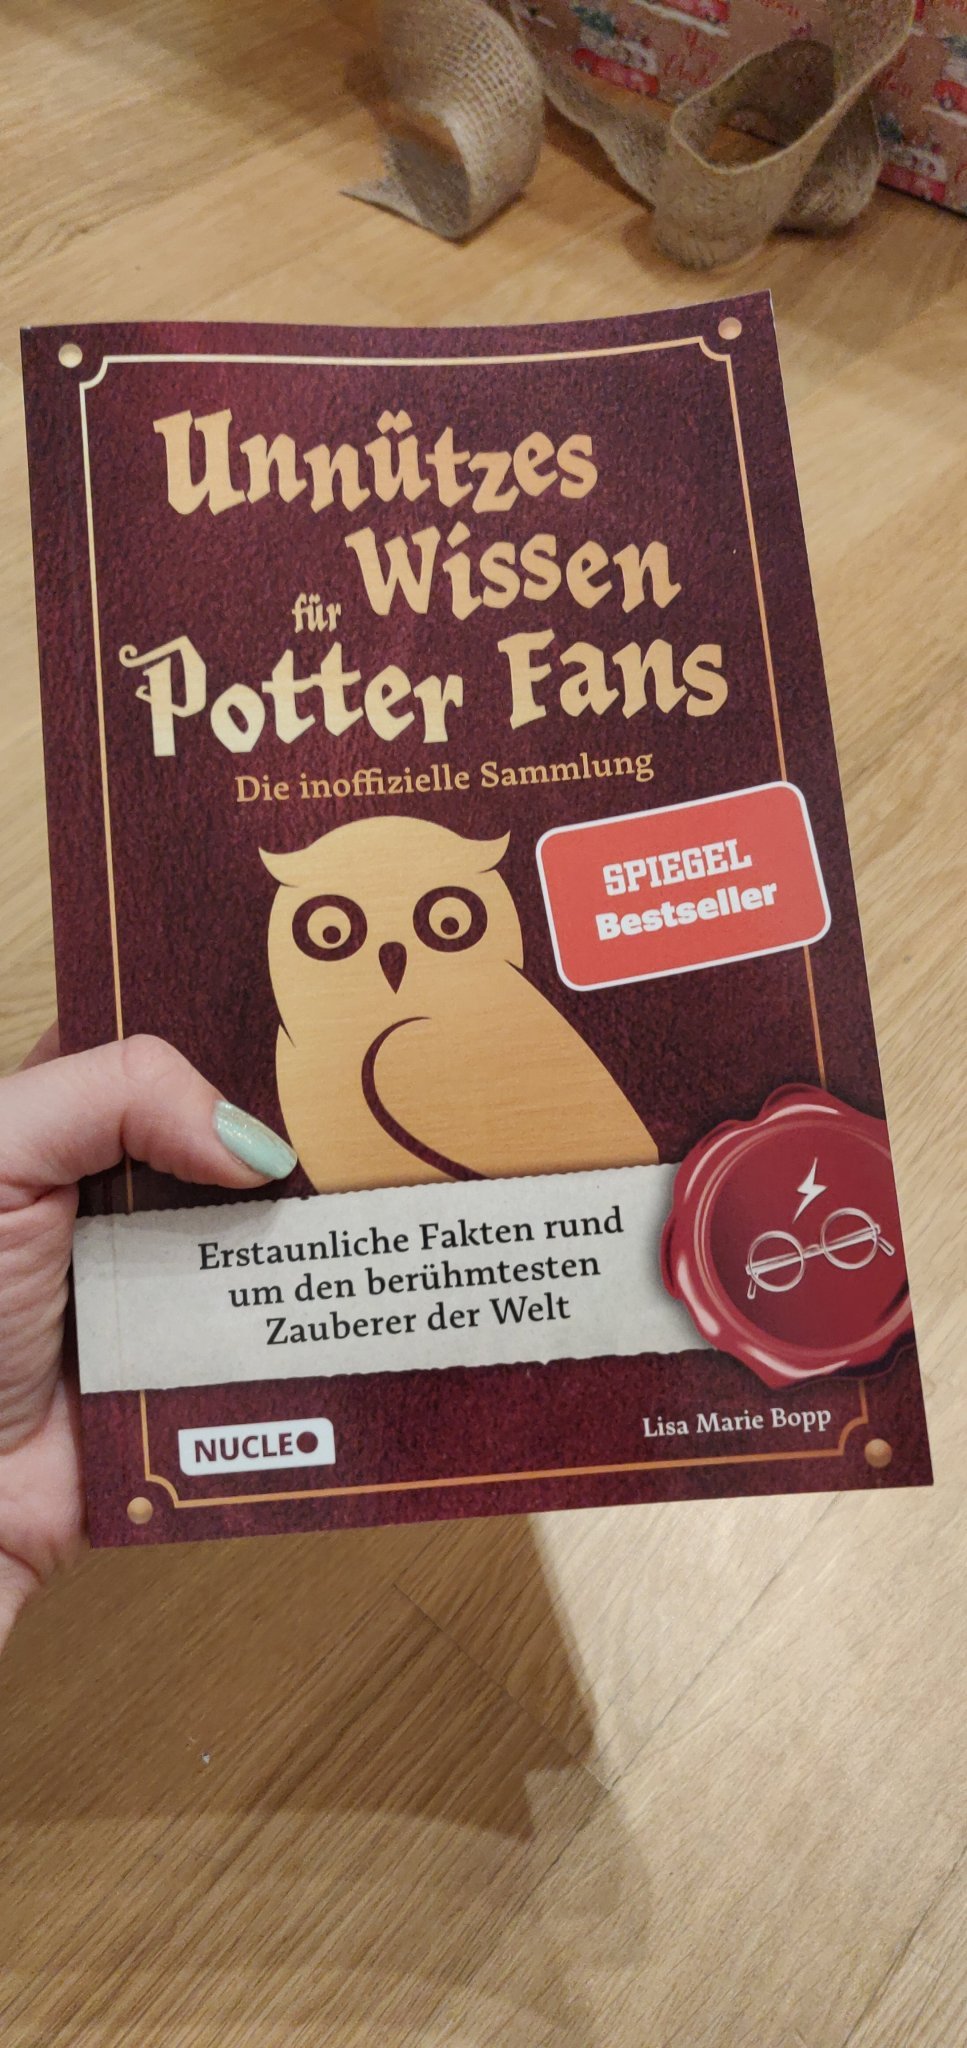 Unnützes
Wissen
für
Potter Fans
Die inoffizielle Sammlung
SPIEGEL
Bestseller
Erstaunliche Fakten rund
um den berühmtesten
Zauberer der Welt
Lisa Marie Bopp
NUCLEO